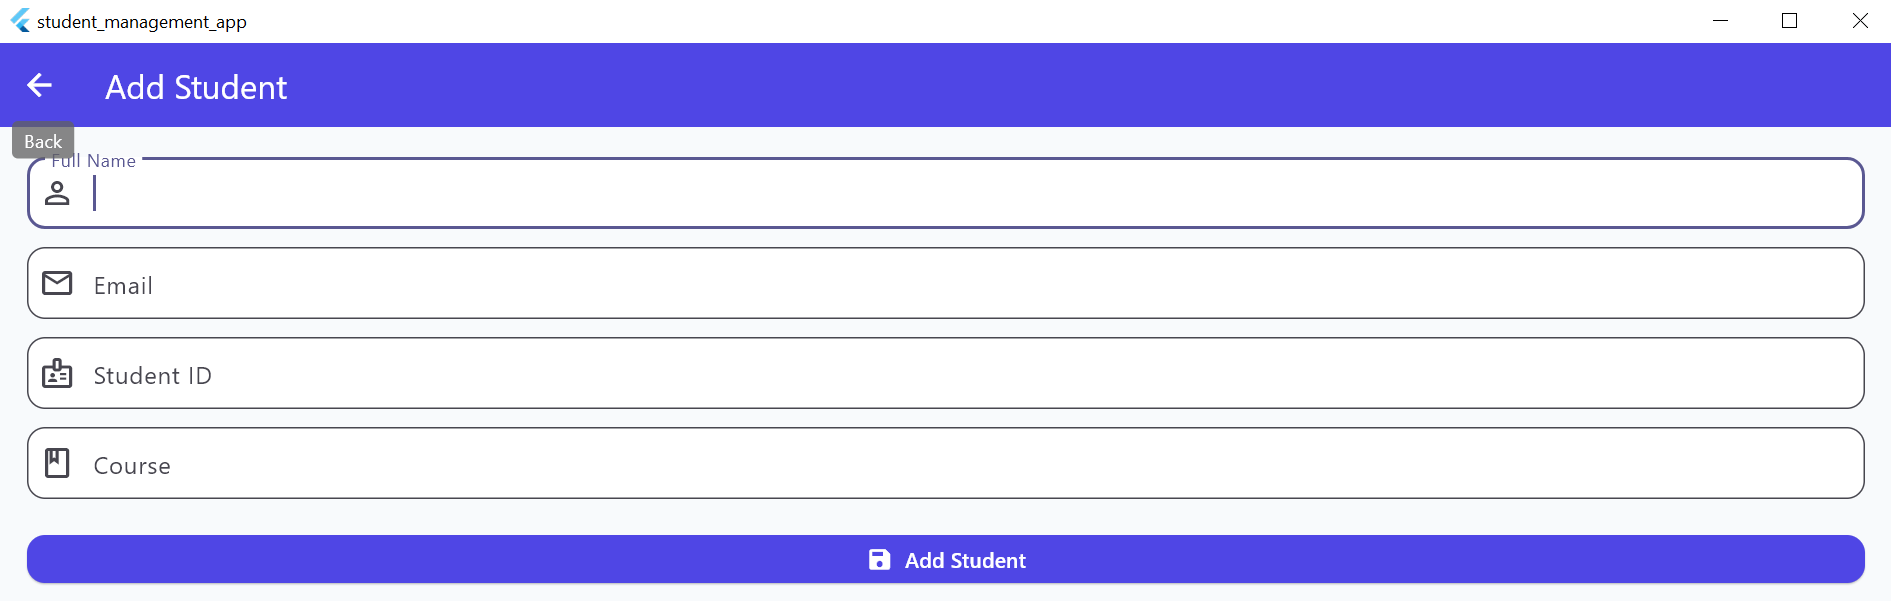 student_management_app
Add Student
Back
Full Name
Email
Student ID
Course
Add Student